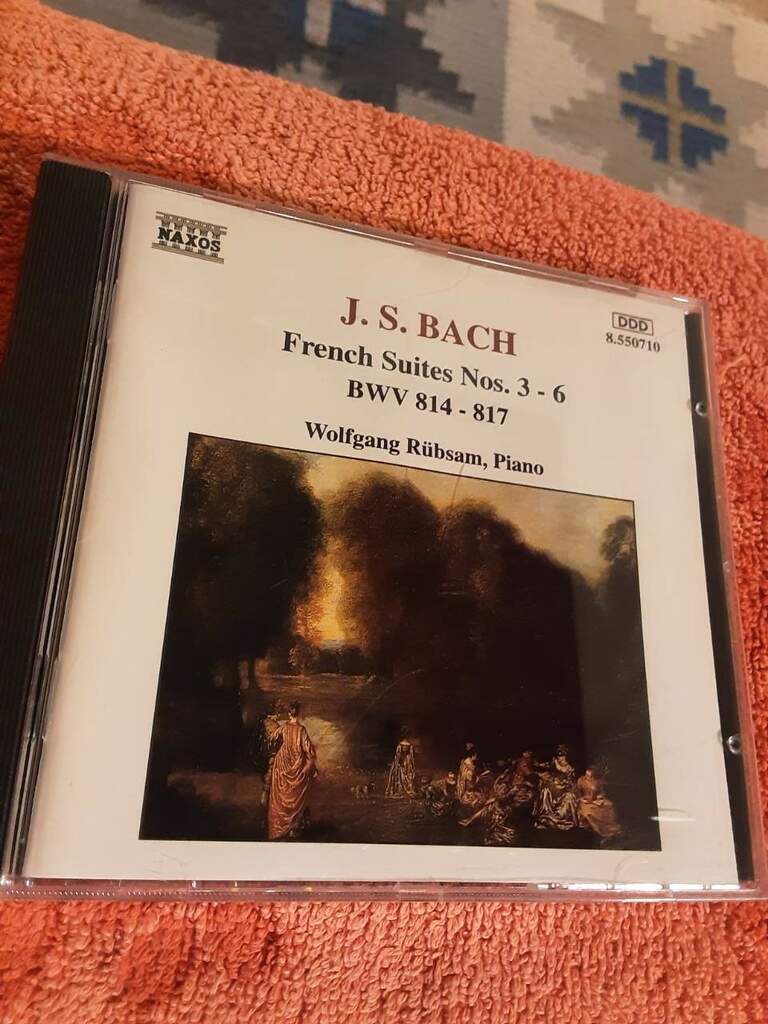 NAXOS
DDD
8.550710
J. S. BACH
French Suites Nos. 3 - 6
BWV 814 - 817
Wolfgang Rübsam, Piano